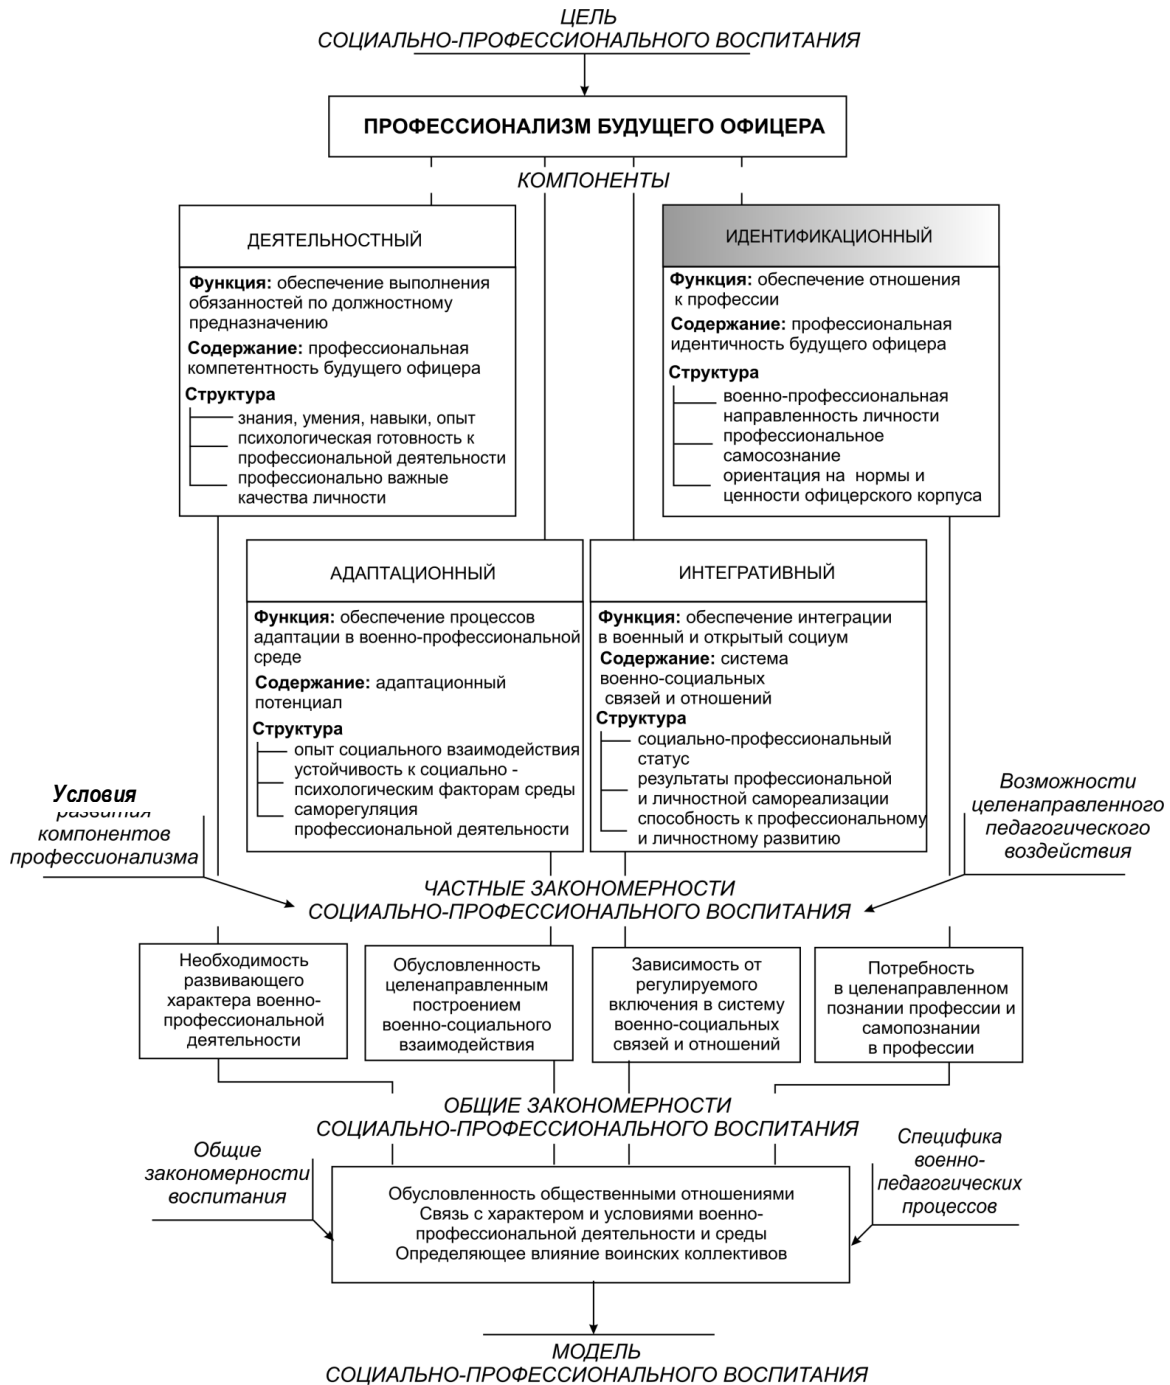 ЦЕЛЬ
СОЦИАЛЬНО-ПРОФЕССИОНАЛЬНОГО ВОСПИТАНИЯ
ПРОФЕССИОНАЛИЗМ БУДУЩЕГО ОФИЦЕРА
КОМПОНЕНТЫ
ДЕЯТЕЛЬНОСТНЫЙ
Функция: обеспечение выполнения
обязанностей по должностному
предназначению
Содержание: профессиональная
компетентность будущего офицера
Структура
знания, умения, навыки, опыт
психологическая готовность к
профессиональной деятельности
профессионально важные
качества личности
ИДЕНТИФИКАЦИОННЫЙ
Функция: обеспечение отношения
к профессии
Содержание: профессиональная
идентичность будущего офицера
Структура
военно-профессиональная
направленность личности
профессиональное
самосознание
ориентация на нормы и
ценности офицерского корпуса
АДАПТАЦИОННЫЙ
Функция: обеспечение процессов
адаптации в военно-профессиональной
среде
Содержание: адаптационный
потенциал
Структура
опыт социального взаимодействия
устойчивость к социально -
психологическим факторам среды
саморегуляция
профессиональной деятельности
ИНТЕГРАТИВНЫЙ
Функция: обеспечение интеграции
в военный и открытый социум
Содержание: система
военно-социальных
связей и отношений
Структура
социально-профессиональный
статус
результаты профессиональной
и личностной самореализации
способность к профессиональному
и личностному развитию
Условия
развития
компонентов
профессионализма
Возможности
целенаправленного
педагогического
воздействия
ЧАСТНЫЕ ЗАКОНОМЕРНОСТИ
СОЦИАЛЬНО-ПРОФЕССИОНАЛЬНОГО ВОСПИТАНИЯ
Необходимость
развивающего
характера военно-
профессиональной
деятельности
Обусловленность
целенаправленным
построением
военно-социального
взаимодействия
Зависимость от
регулируемого
включения в систему
военно-социальных
связей и отношений
Потребность
в целенаправленном
познании профессии и
самопознании
в профессии
ОБЩИЕ ЗАКОНОМЕРНОСТИ
СОЦИАЛЬНО-ПРОФЕССИОНАЛЬНОГО ВОСПИТАНИЯ
Общие
закономерности
воспитания
Специфика
военно-
педагогических
процессов
Обусловленность общественными отношениями
Связь с характером и условиями военно-
профессиональной деятельности и среды
Определяющее влияние воинских коллективов
МОДЕЛЬ
СОЦИАЛЬНО-ПРОФЕССИОНАЛЬНОГО ВОСПИТАНИЯ